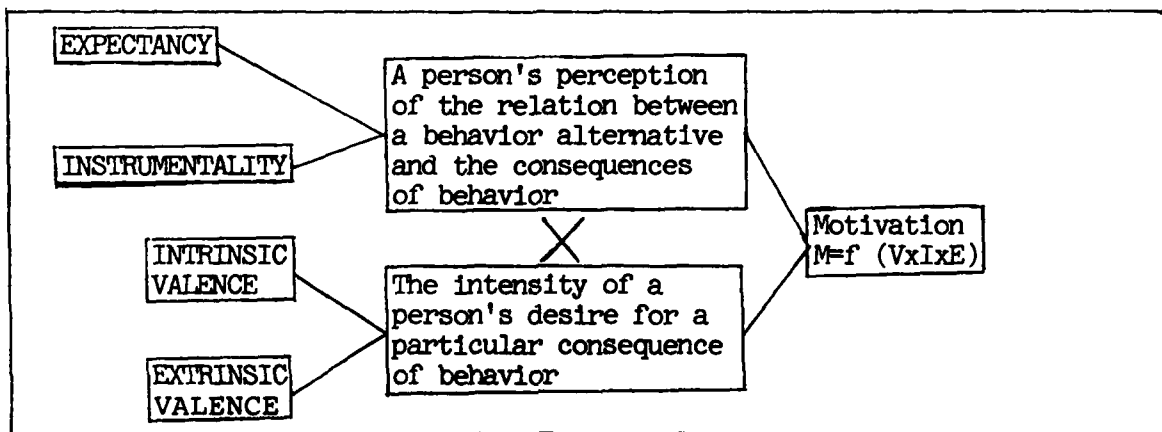 EXPECTANCY
A person's perception
of the relation between
a behavior alternative
and the consequences
of behavior
INSTRUMENTALITY
Motivation
M=f (VxIxE)
INTRINSIC
VALENCE
The intensity of a
person's desire for a
particular consequence
of behavior
EXTRINSIC
VALENCE